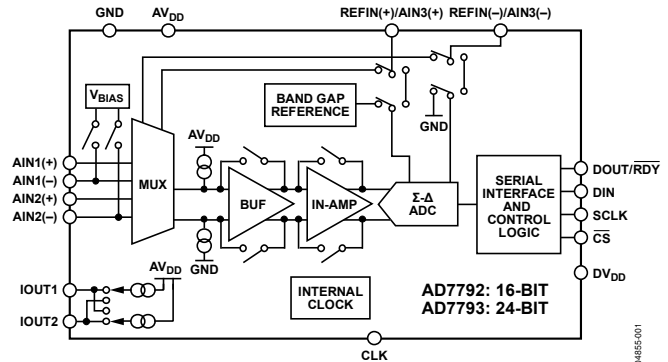 GND
AVDD
REFIN(+)/AIN3(+)
REFIN(–)/AIN3(–)
VBIAS
BAND GAP
REFERENCE
GND
AVDD
AIN1(+)
AIN1(–)
AIN2(+)
AIN2(–)
MUX
BUF
IN-AMP
Σ-Δ
ADC
SERIAL
INTERFACE
AND
CONTROL
LOGIC
DOUT/RDY
DIN
SCLK
CS
GND
AVDD
IOUT1
IOUT2
INTERNAL
CLOCK
AD7792: 16-BIT
AD7793: 24-BIT
DVDD
CLK
04855-001